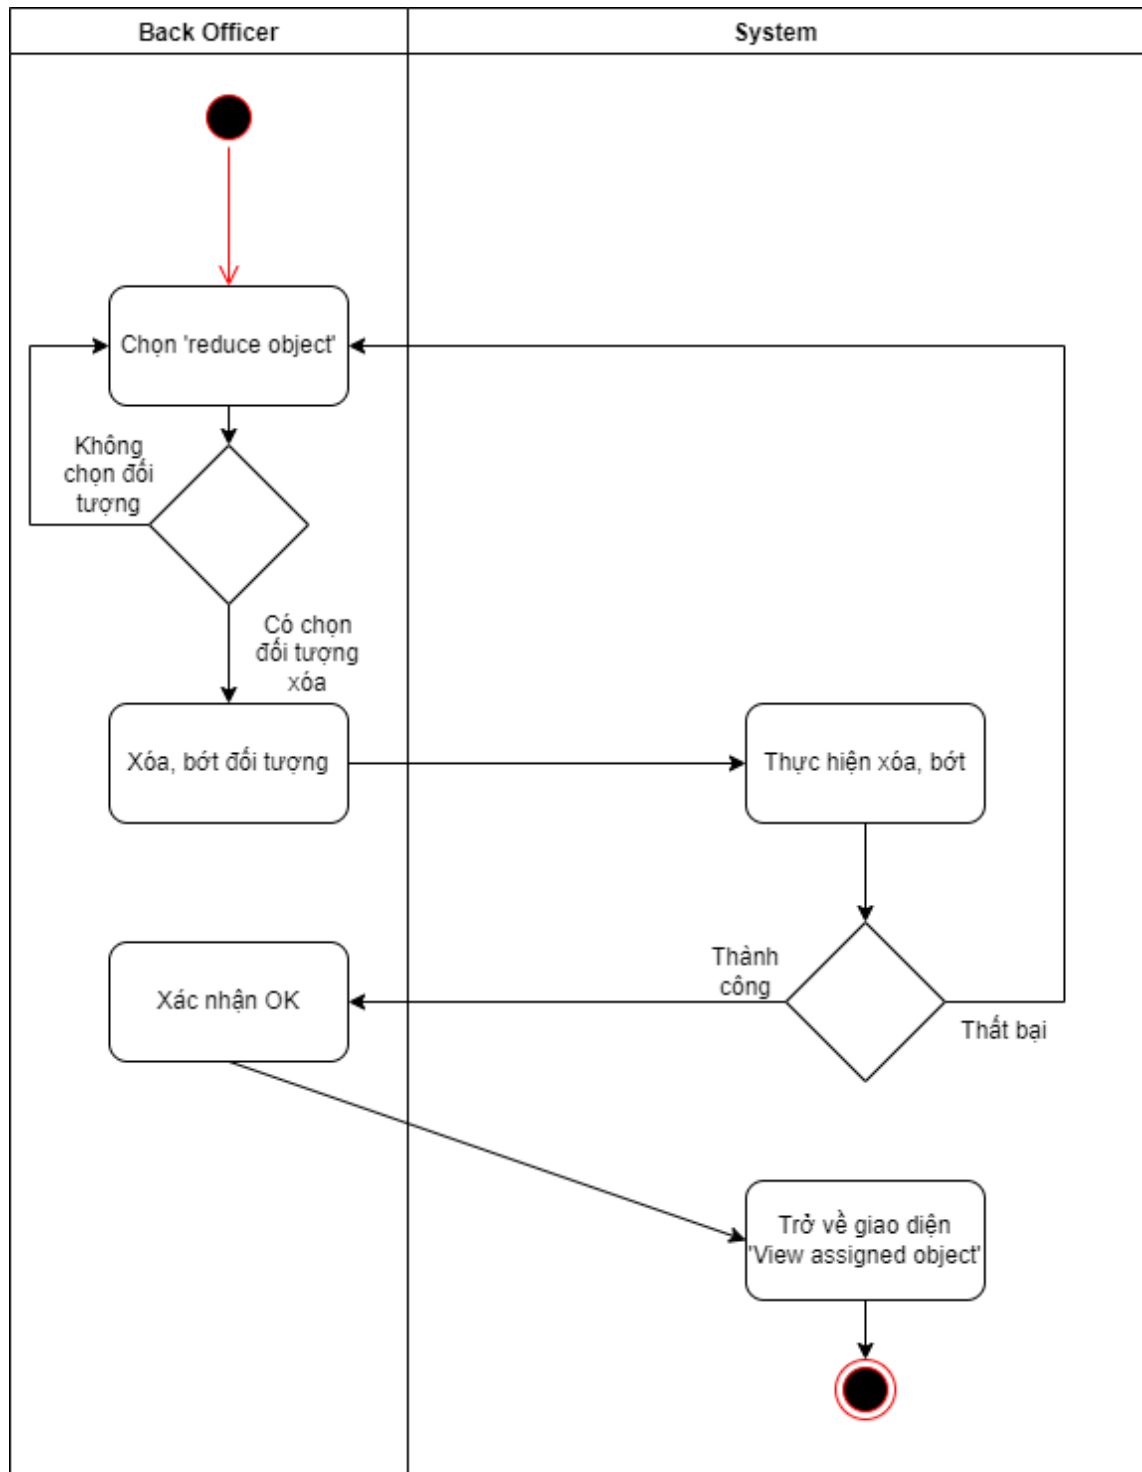 Back Officer
System
Chọn 'reduce object'
Không
chọn đối
tượng
Có chọn
đối tượng
xóa
Xóa, bớt đối tượng
Thực hiện xóa, bớt
Thành
công
Xác nhận OK
Thất bại
Trở về giao diện
'View assigned object'